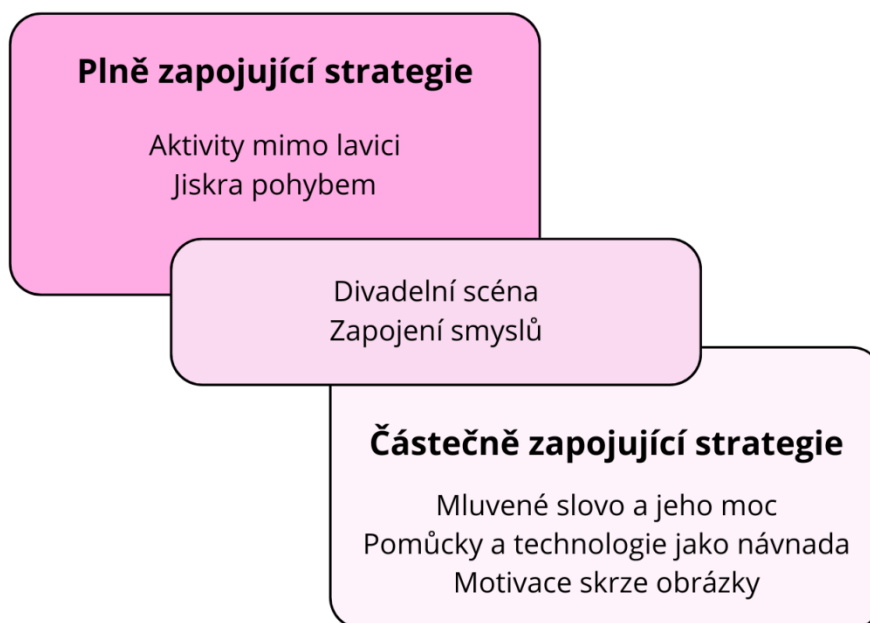 Plně zapojující strategie
Aktivity mimo lavici
Jiskra pohybem
Divadelní scéna
Zapojení smyslů
Částečně zapojující strategie
Mluvené slovo a jeho moc
Pomůcky a technologie jako návnada
Motivace skrze obrázky